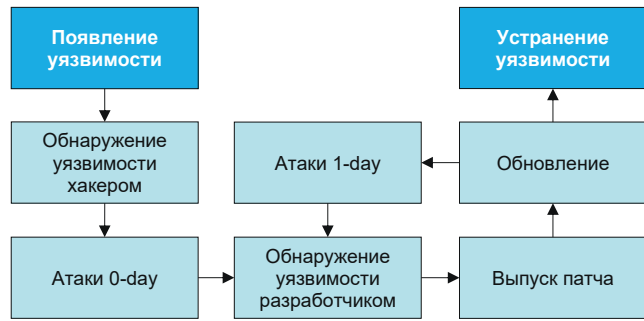 Появление
уязвимости
Устранение
уязвимости
Обнаружение
уязвимости
хакером
Атаки 1-day
Обновление
Атаки 0-day
Обнаружение
уязвимости
разработчиком
Выпуск патча